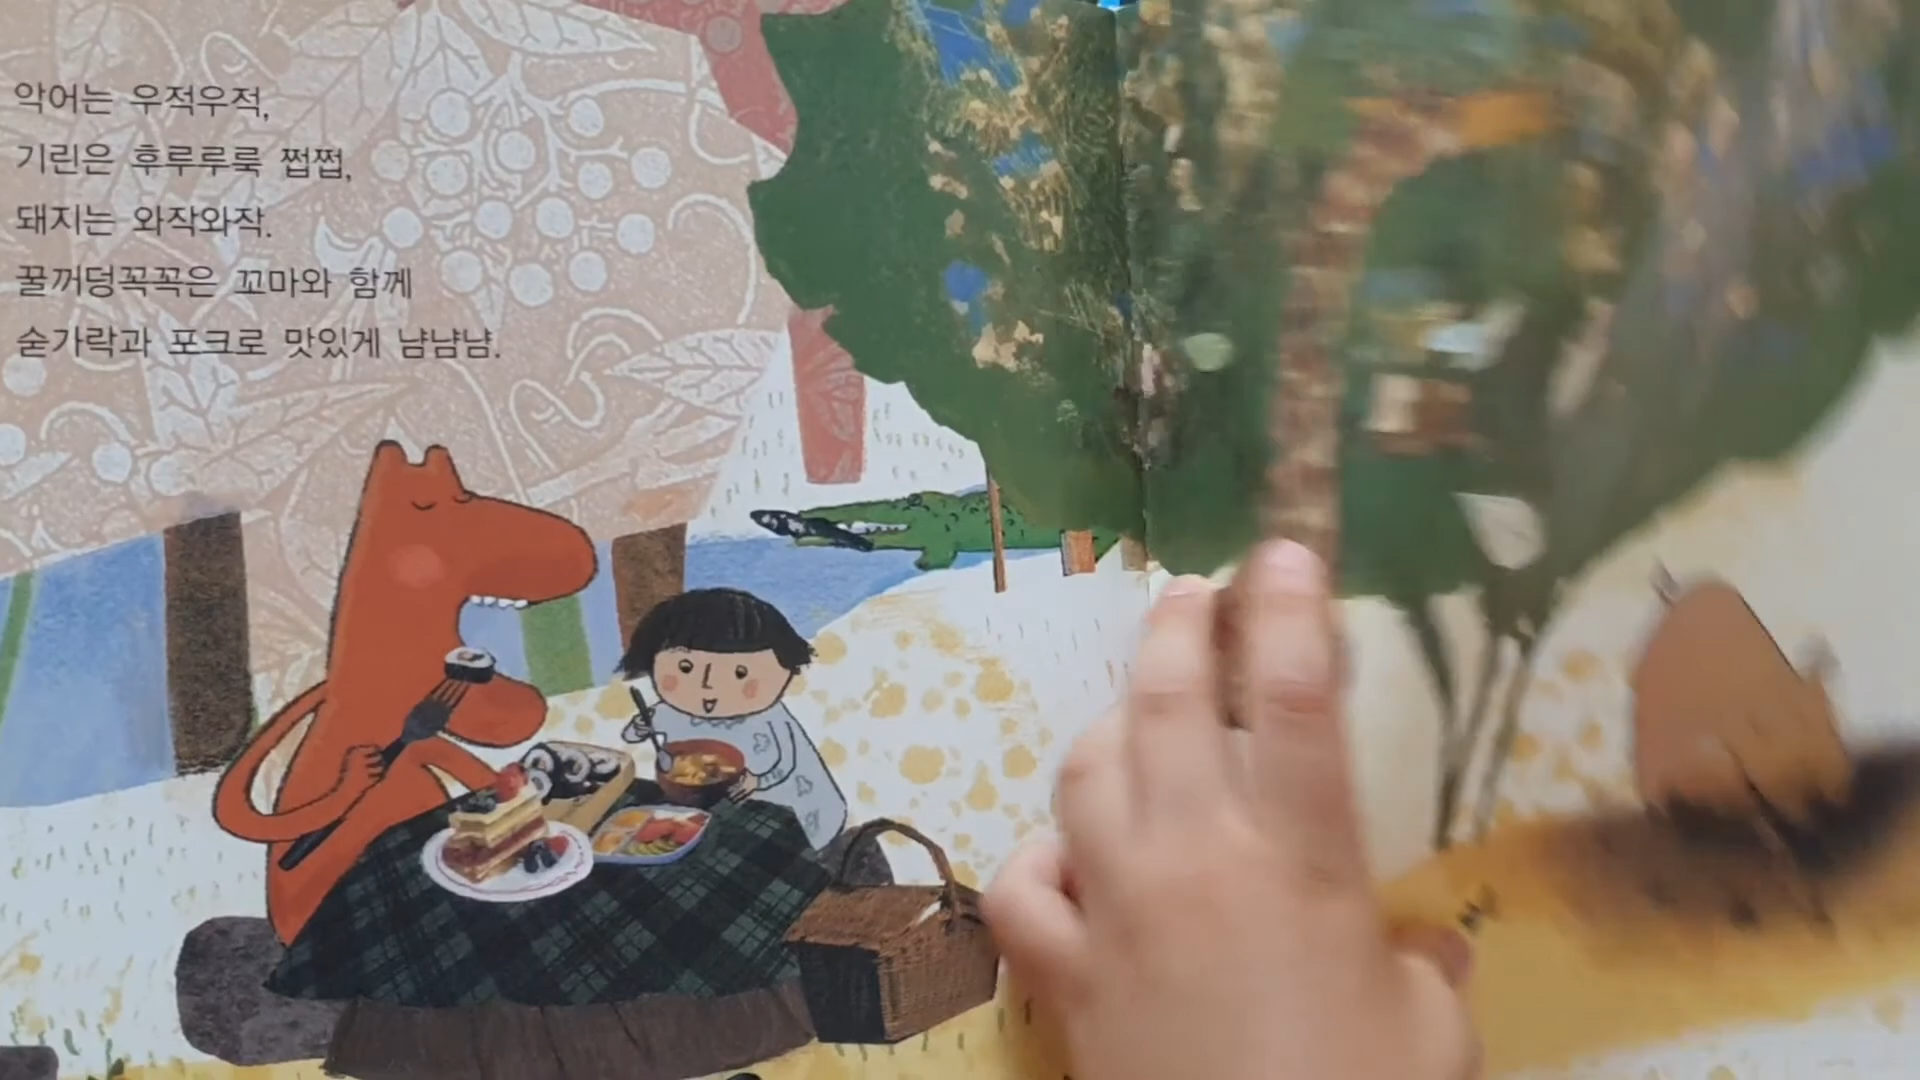 악어는 우적우적,
기린은 후루루룩 쩝쩝,
돼지는 와작와작.
꿀꺼덩꼭꼭은 꼬마와 함께
숟가락과 포크로 맛있게 냠냠냠.